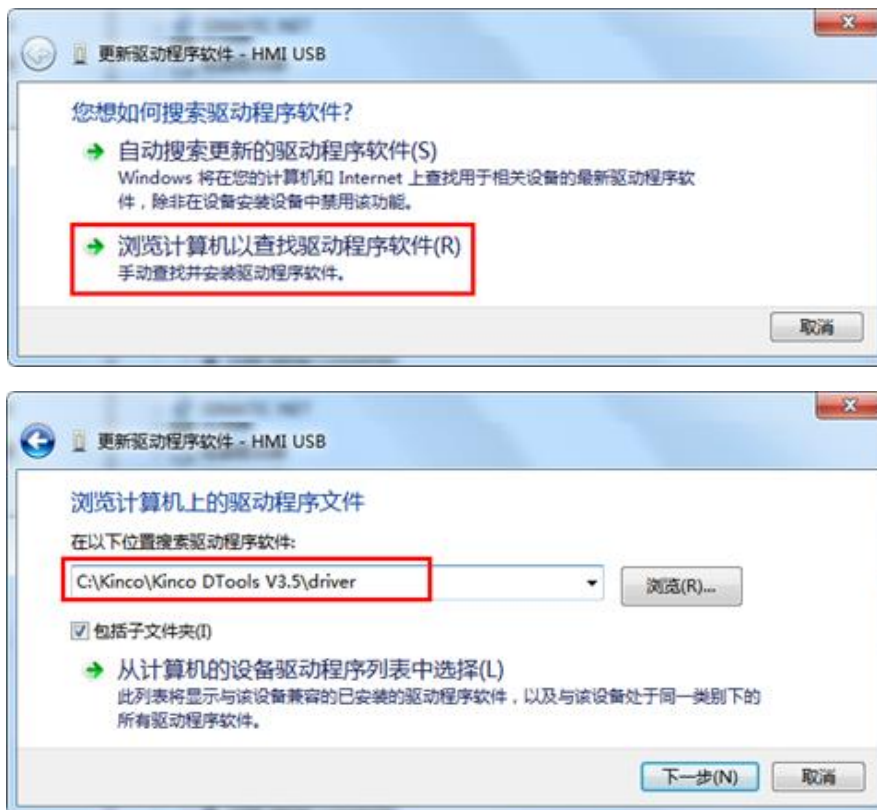 更新驱动程序软件 - HMI USB
您想如何搜索驱动程序软件?
自动搜索更新的驱动程序软件(S)
Windows 将在您的计算机和 Internet 上查找用于相关设备的最新驱动程序软
件，除非在设备安装设备中禁用该功能。
浏览计算机以查找驱动程序软件(R)
手动查找并安装驱动程序软件。
取消
更新驱动程序软件 - HMI USB
浏览计算机上的驱动程序文件
在以下位置搜索驱动程序软件:
C:\Kinco\Kinco DTools V3.5\driver
浏览(R)...
包括子文件夹(I)
从计算机的设备驱动程序列表中选择(L)
此列表将显示与该设备兼容的已安装的驱动程序软件，以及与该设备处于同一类别下的
所有驱动程序软件。
下一步(N)
取消